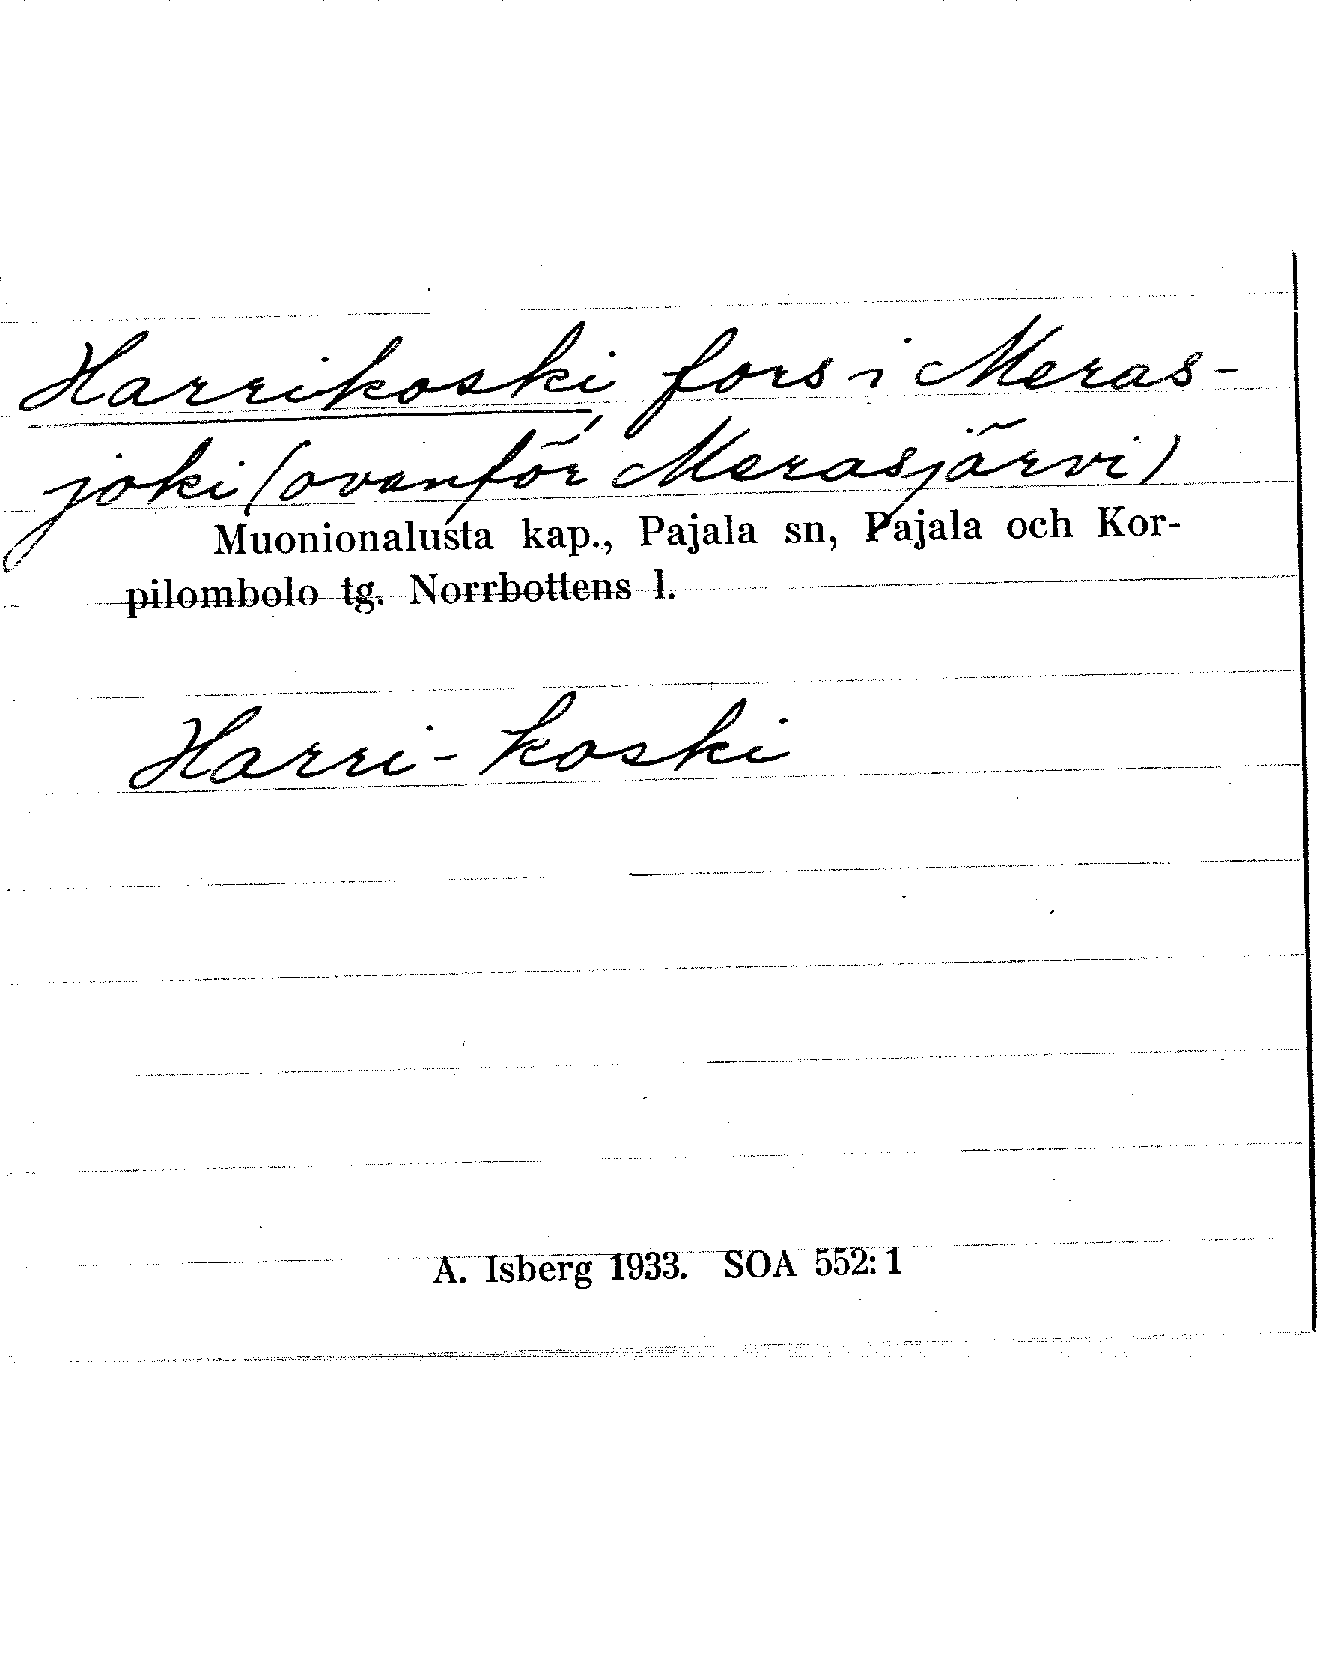 Harrikoski, fors i Meras-
joki (ovanför Merasjärvi)
Muonionalusta kap., Pajala sn, Pajala och Kor-
pilombolo tg. Norrbottens l.
Harri-koski
A. Isberg 1933. SOA 552:1